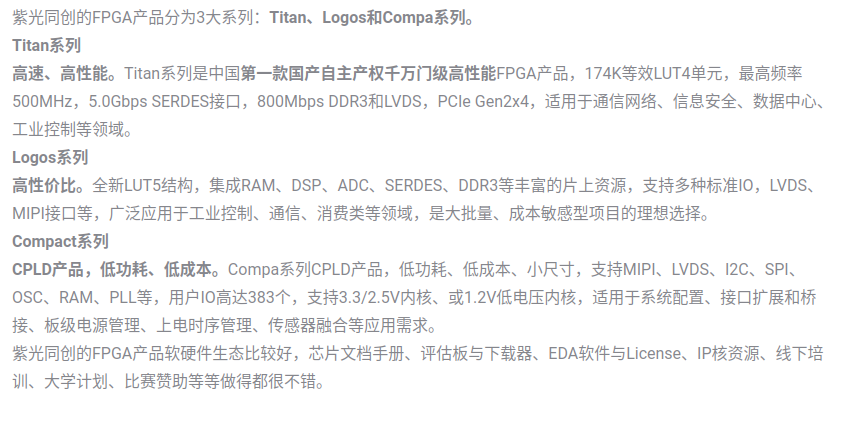 紫光同创的FPGA产品分为3大系列：Titan、Logos和Compa系列。
Titan系列
高速、高性能。Titan系列是中国第一款国产自主产权千万门级高性能FPGA产品，174K等效LUT4单元，最高频率
500MHz，5.0Gbps SERDES接口，800Mbps DDR3和LVDS，PCIe Gen2x4，适用于通信网络、信息安全、数据中心、
工业控制等领域。
Logos系列
高性价比。全新LUT5结构，集成RAM、DSP、ADC、SERDES、DDR3等丰富的片上资源，支持多种标准IO，LVDS、
MIPI接口等，广泛应用于工业控制、通信、消费类等领域，是大批量、成本敏感型项目的理想选择。
Compact系列
CPLD产品，低功耗、低成本。Compa系列CPLD产品，低功耗、低成本、小尺寸，支持MIPI、LVDS、I2C、SPI、
OSC、RAM、PLL等，用户IO高达383个，支持3.3/2.5V内核、或1.2V低电压内核，适用于系统配置、接口扩展和桥
接、板级电源管理、上电时序管理、传感器融合等应用需求。
紫光同创的FPGA产品软硬件生态比较好，芯片文档手册、评估板与下载器、EDA软件与License、IP核资源、线下培
训、大学计划、比赛赞助等等做得都很不错。